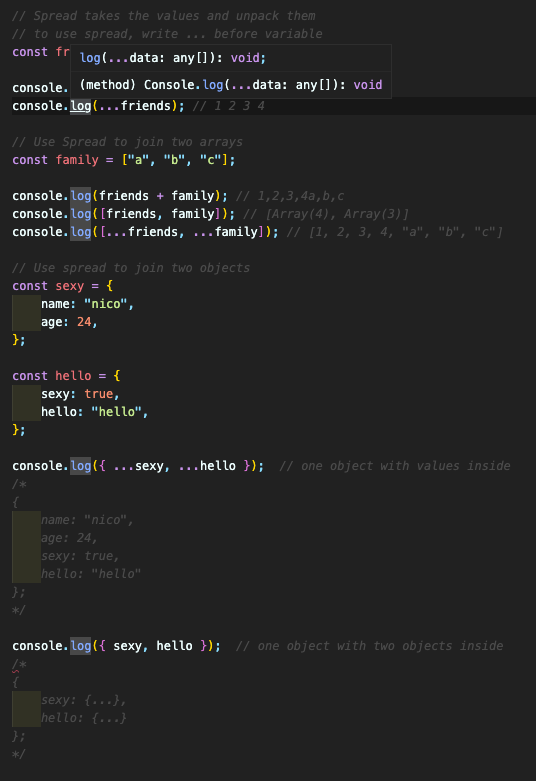 // Spread takes the values and unpack them
// to use spread, write ... before variable
const fr
log(...data: any[]): void;
console.
(method) Console.log(...data: any[]): void
console.log(...friends); // 1 2 3 4
// Use Spread to join two arrays
const family = ["a", "b", "c"];
console.log(friends + family); // 1,2,3,4a,b,c
console.log([friends, family]); // [Array(4), Array(3)]
console.log([...friends, ...family]); // [1, 2, 3, 4, "a", "b", "c"]
// Use spread to join two objects
const sexy = {
name: "nico",
age: 24,
};
const hello = {
sexy: true,
hello: "hello",
};
console.log({ ...sexy, ...hello }); // one object with values inside
/*
{
name: "nico",
age: 24,
sexy: true,
hello: "hello"
};
*/
console.log({ sexy, hello }); // one object with two objects inside
/*
{
sexy: {...},
hello: {...}
};
*/